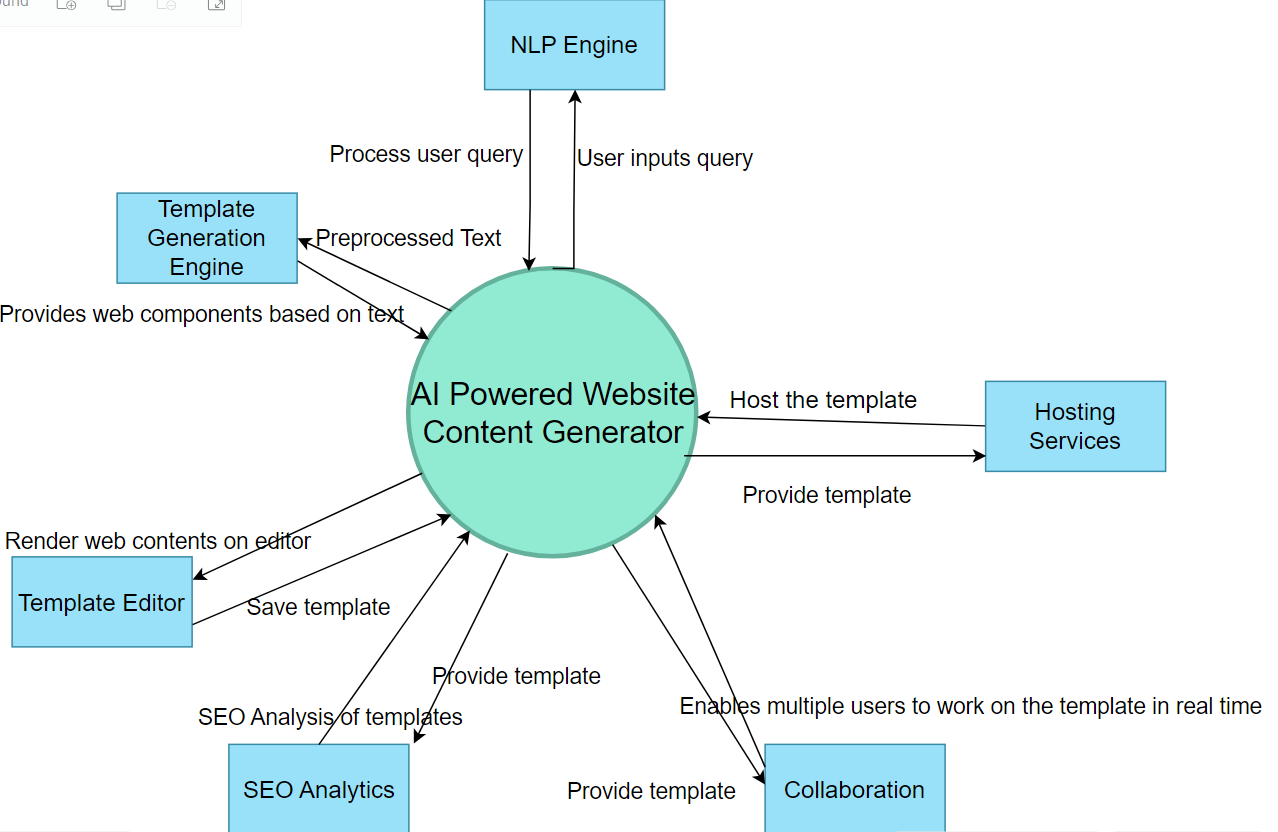 NLP Engine
Process user query
User inputs query
Template
Generation
Engine
Preprocessed Text
Provides web components based on text
AI Powered Website
Content Generator
Host the template
Hosting
Services
Provide template
Render web contents on editor
Template Editor
Save template
Provide template
SEO Analysis of templates
Enables multiple users to work on the template in real time
SEO Analytics
Provide template
Collaboration